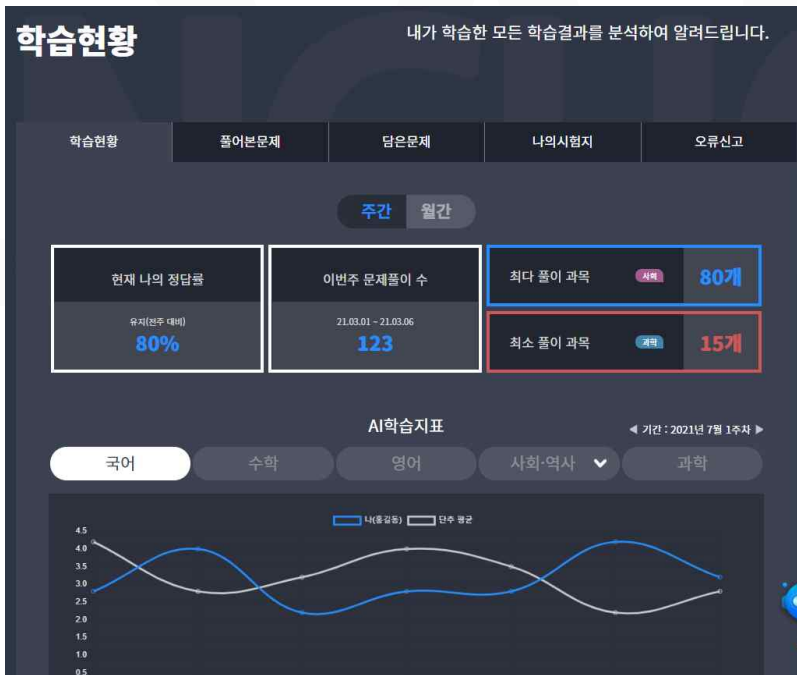 학습현황
내가 학습한 모든 학습결과를 분석하여 알려드립니다.
학습현황 풀어본문제 담은문제 나의시험지 오류신고
주간 월간
현재 나의 정답률
유지(전주 대비)
80%
이번주 문제풀이 수
21.03.01 ~ 21.03.06
123
최다 풀이 과목 사회 80개
최소 풀이 과목 과학 15개
AI학습지표
◀ 기간 : 2021년 7월 1주차 ▶
국어 수학 영어 사회·역사 과학
나(홍길동) 단추 평균
4.5
4.0
3.5
3.0
2.5
2.0
1.5
1.0
0.5